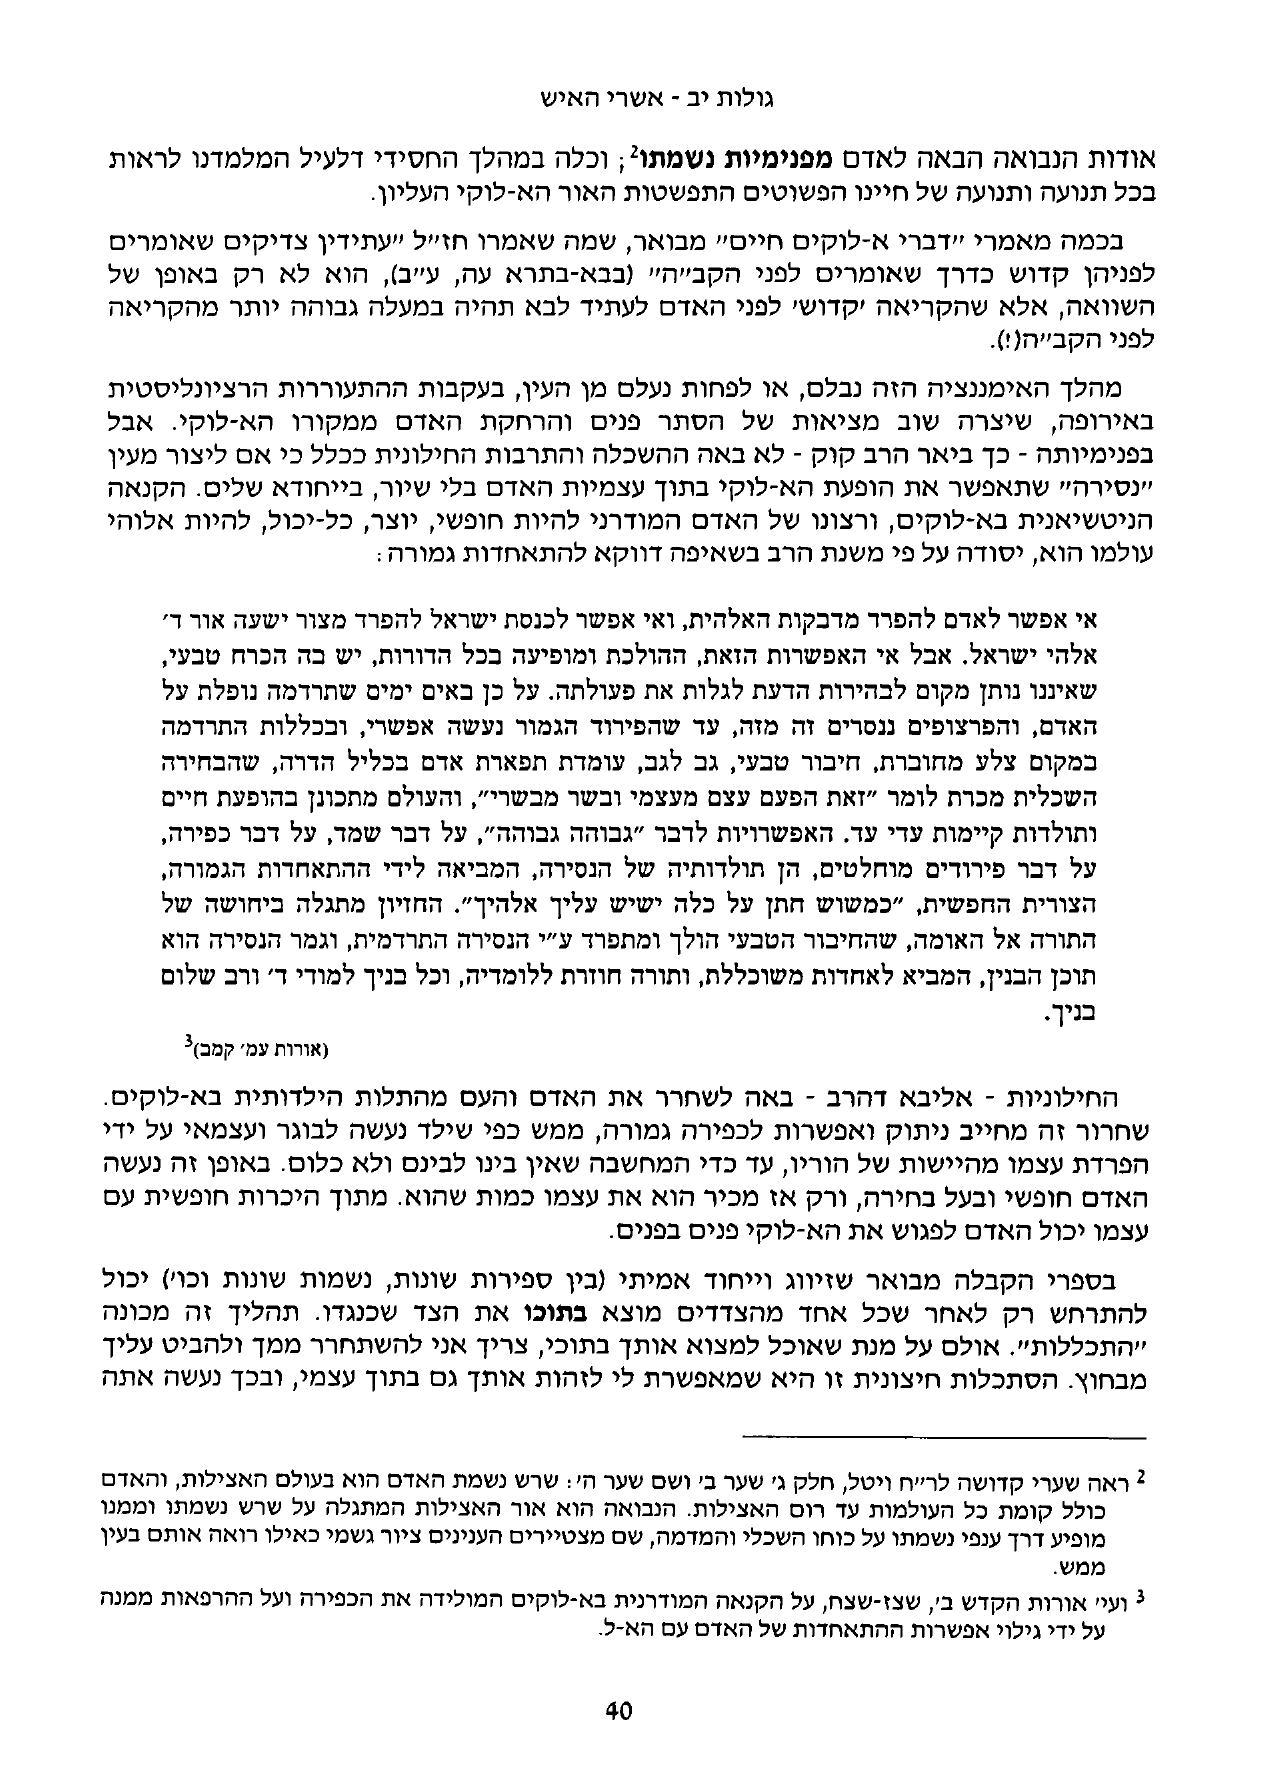 גולות יב - אשרי האיש
אודות הנבואה הבאה לאדם מפנימיות נשמתו2; וכלה במהלך החסידי דלעיל המלמדנו לראות
בכל תנועה ותנועה של חיינו הפשוטים התפשטות האור הא-לוקי העליון.
בכמה מאמרי "דברי א-לוקים חיים" מבואר, שמה שאמרו חז"ל "עתידין צדיקים שאומרים
לפניהן קדוש כדרך שאומרים לפני הקב"ה" (בבא-בתרא עה, ע"ב), הוא לא רק באופן של
השוואה, אלא שהקריאה 'קדוש' לפני האדם לעתיד לבא תהיה במעלה גבוהה יותר מהקריאה
לפני הקב"ה(!).
מהלך האימננציה הזה נבלם, או לפחות נעלם מן העין, בעקבות ההתעוררות הרציונליסטית
באירופה, שיצרה שוב מציאות של הסתר פנים והרחקת האדם ממקורו הא-לוקי. אבל
בפנימיותה - כך ביאר הרב קוק - לא באה ההשכלה והתרבות החילונית ככלל כי אם ליצור מעין
"נסירה" שתאפשר את הופעת הא-לוקי בתוך עצמיות האדם בלי שיור, בייחודא שלים. הקנאה
הניטשיאנית בא-לוקים, ורצונו של האדם המודרני להיות חופשי, יוצר, כל-יכול, להיות אלוהי
עולמו הוא, יסודה על פי משנת הרב בשאיפה דווקא להתאחדות גמורה:
אי אפשר לאדם להפרד מדבקות האלהית, ואי אפשר לכנסת ישראל להפרד מצור ישעה אור ד'
אלהי ישראל. אבל אי האפשרות הזאת, ההולכת ומופיעה בכל הדורות, יש בה הכרח טבעי,
שאיננו נותן מקום לבהירות הדעת לגלות את פעולתה. על כן באים ימים שתרדמה נופלת על
האדם, והפרצופים ננסרים זה מזה, עד שהפירוד הגמור נעשה אפשרי, ובכללות התרדמה
במקום צלע מחוברת, חיבור טבעי, גב לגב, עומדת תפארת אדם בכליל הדרה, שהבחירה
השכלית מכרת לומר "זאת הפעם עצם מעצמי ובשר מבשרי", והעולם מתכונן בהופעת חיים
ותולדות קיימות עדי עד. האפשרויות לדבר "גבוהה גבוהה", על דבר שמד, על דבר כפירה,
על דבר פירודים מוחלטים, הן תולדותיה של הנסירה, המביאה לידי ההתאחדות הגמורה,
הצורית החפשית, "כמשוש חתן על כלה ישיש עליך אלהיך". החזיון מתגלה ביחושה של
התורה אל האומה, שהחיבור הטבעי הולך ומתפרד ע"י הנסירה התרדמית, וגמר הנסירה הוא
תוכן הבנין, המביא לאחדות משוכללת, ותורה חוזרת ללומדיה, וכל בניך למודי ד' ורב שלום
בניך.
(אורות עמ' קמב)3
החילוניות - אליבא דהרב - באה לשחרר את האדם והעם מהתלות הילדותית בא-לוקים.
שחרור זה מחייב ניתוק ואפשרות לכפירה גמורה, ממש כפי שילד נעשה לבוגר ועצמאי על ידי
הפרדת עצמו מהיישות של הוריו, עד כדי המחשבה שאין בינו לבינם ולא כלום. באופן זה נעשה
האדם חופשי ובעל בחירה, ורק אז מכיר הוא את עצמו כמות שהוא. מתוך היכרות חופשית עם
עצמו יכול האדם לפגוש את הא-לוקי פנים בפנים.
בספרי הקבלה מבואר שזיווג וייחוד אמיתי (בין ספירות שונות, נשמות שונות וכו') יכול
להתרחש רק לאחר שכל אחד מהצדדים מוצא בתוכו את הצד שכנגדו. תהליך זה מכונה
"התכללות". אולם על מנת שאוכל למצוא אותך בתוכי, צריך אני להשתחרר ממך ולהביט עליך
מבחוץ. הסתכלות חיצונית זו היא שמאפשרת לי לזהות אותך גם בתוך עצמי, ובכך נעשה אתה
2 ראה שערי קדושה לר"ח ויטל, חלק ג' שער ב' ושם שער ה': שרש נשמת האדם הוא בעולם האצילות, והאדם
כולל קומת כל העולמות עד רום האצילות. הנבואה הוא אור האצילות המתגלה על שרש נשמתו וממנו
מופיע דרך ענפי נשמתו על כוחו השכלי והמדמה, שם מצטיירים הענינים ציור גשמי כאילו רואה אותם בעין
ממש.
3 ועי' אורות הקדש ב', שצז-שצח, על הקנאה המודרנית בא-לוקים המולידה את הכפירה ועל ההרפאות ממנה
על ידי גילוי אפשרות ההתאחדות של האדם עם הא-ל.
40